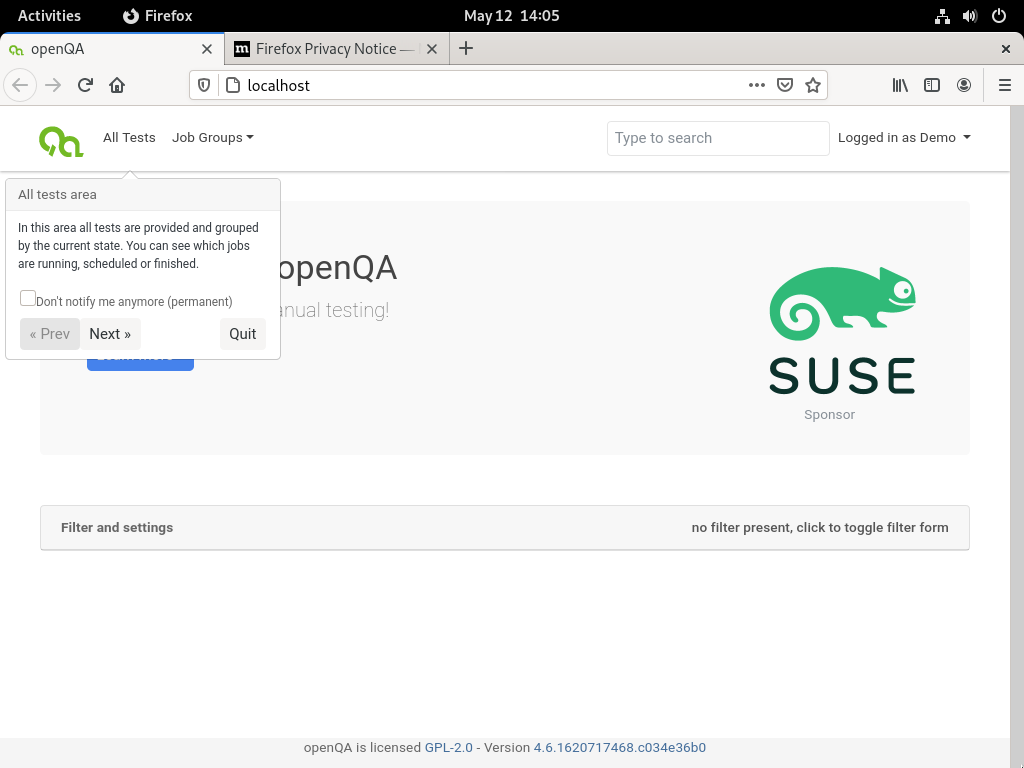 Activities
Firefox
May 12 14:05
openQA
Firefox Privacy Notice —
localhost
All Tests
Job Groups
Type to search
Logged in as Demo
All tests area
In this area all tests are provided and grouped
by the current state. You can see which jobs
are running, scheduled or finished.
Don't notify me anymore (permanent)
« Prev
Next »
Quit
openQA
anual testing!
SUSE
Sponsor
Filter and settings
no filter present, click to toggle filter form
openQA is licensed GPL-2.0 - Version 4.6.1620717468.c034e36b0